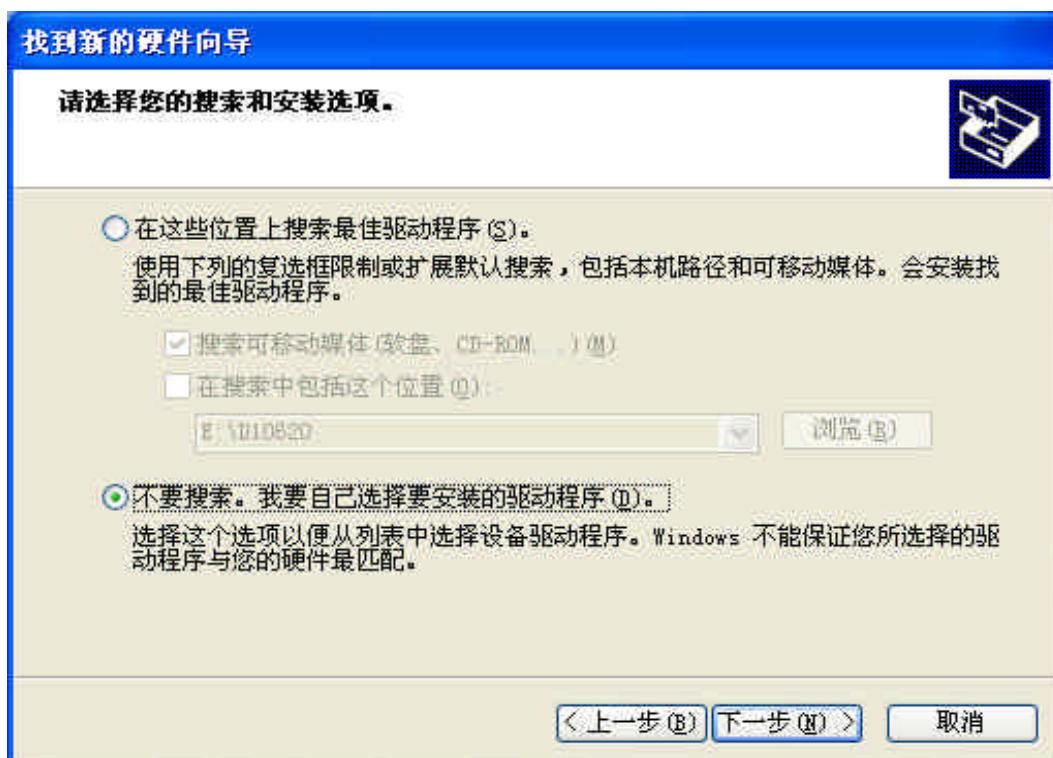 找到新的硬件向导
请选择您的搜索和安装选项。
在这些位置上搜索最佳驱动程序(S)。
使用下列的复选框限制或扩展默认搜索，包括本机路径和可移动媒体。会安装找
到的最佳驱动程序。
搜索可移动媒体(软盘、CD-ROM...)(M)
在搜索中包括这个位置(O):
E:\D10620
浏览(R)
不要搜索。我要自己选择要安装的驱动程序(D)。
选择这个选项以便从列表中选择设备驱动程序。Windows 不能保证您所选择的驱
动程序与您的硬件最匹配。
< 上一步(B) 下一步(N) > 取消